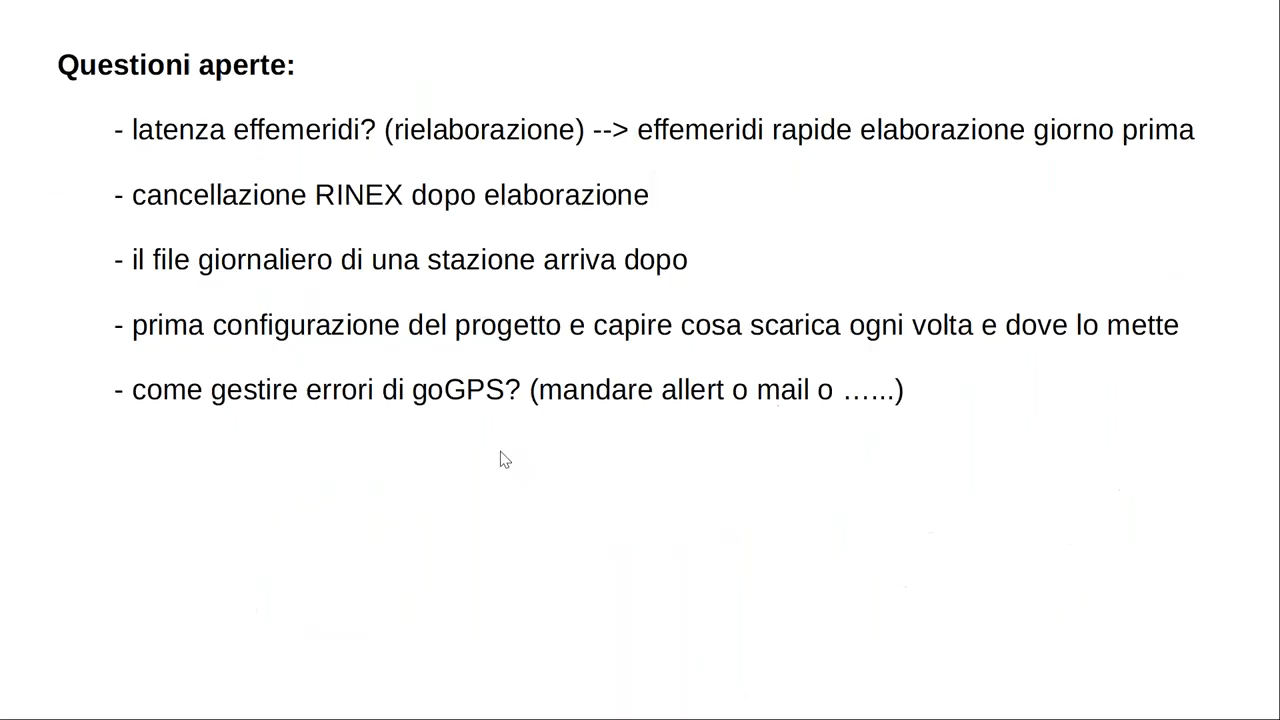 Questioni aperte:
- latenza effemeridi? (rielaborazione) --> effemeridi rapide elaborazione giorno prima
- cancellazione RINEX dopo elaborazione
- il file giornaliero di una stazione arriva dopo
- prima configurazione del progetto e capire cosa scarica ogni volta e dove lo mette
- come gestire errori di goGPS? (mandare allert o mail o …...)